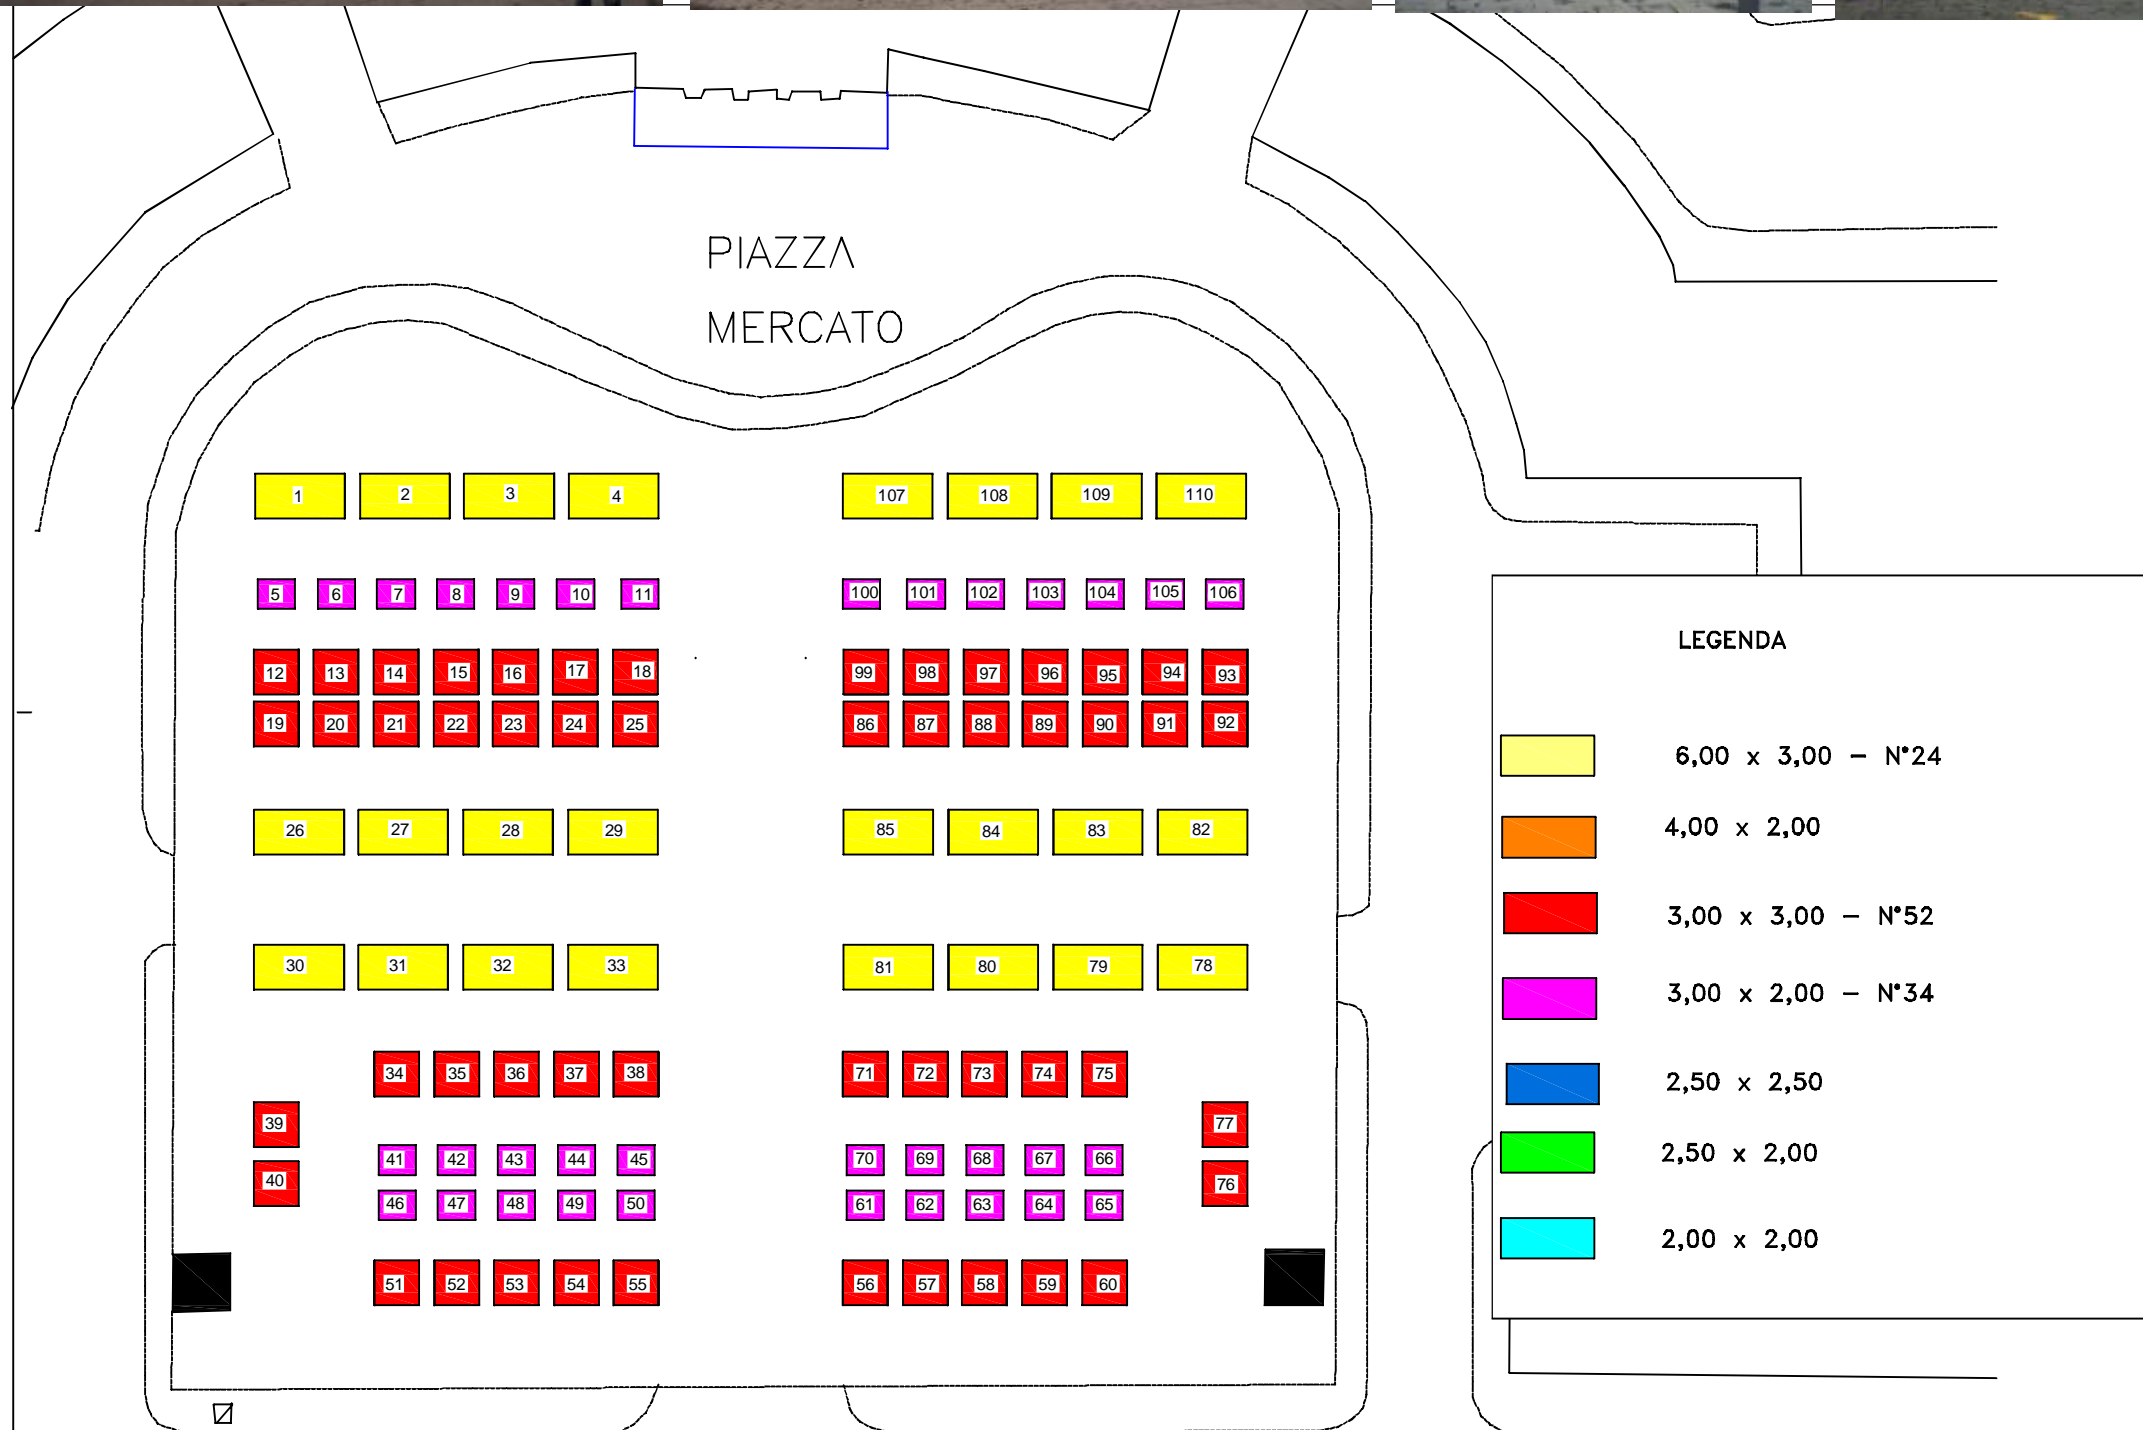 PIAZZA
MERCATO
1 2 3 4 107 108 109 110
5 6 7 8 9 10 11 100 101 102 103 104 105 106
12 13 14 15 16 17 18 99 98 97 96 95 94 93
19 20 21 22 23 24 25 86 87 88 89 90 91 92
26 27 28 29 85 84 83 82
30 31 32 33 81 80 79 78
34 35 36 37 38 71 72 73 74 75
39 77
41 42 43 44 45 70 69 68 67 66
40 76
46 47 48 49 50 61 62 63 64 65
51 52 53 54 55 56 57 58 59 60
LEGENDA
6,00 x 3,00 – N°24
4,00 x 2,00
3,00 x 3,00 – N°52
3,00 x 2,00 – N°34
2,50 x 2,50
2,50 x 2,00
2,00 x 2,00